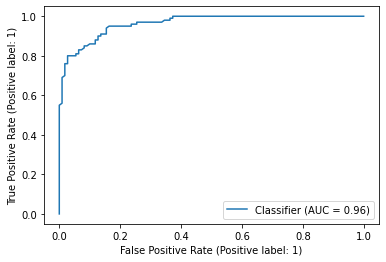 1.0
0.8
0.6
0.4
0.2
0.0
True Positive Rate (Positive label: 1)
Classifier (AUC = 0.96)
0.0 0.2 0.4 0.6 0.8 1.0
False Positive Rate (Positive label: 1)